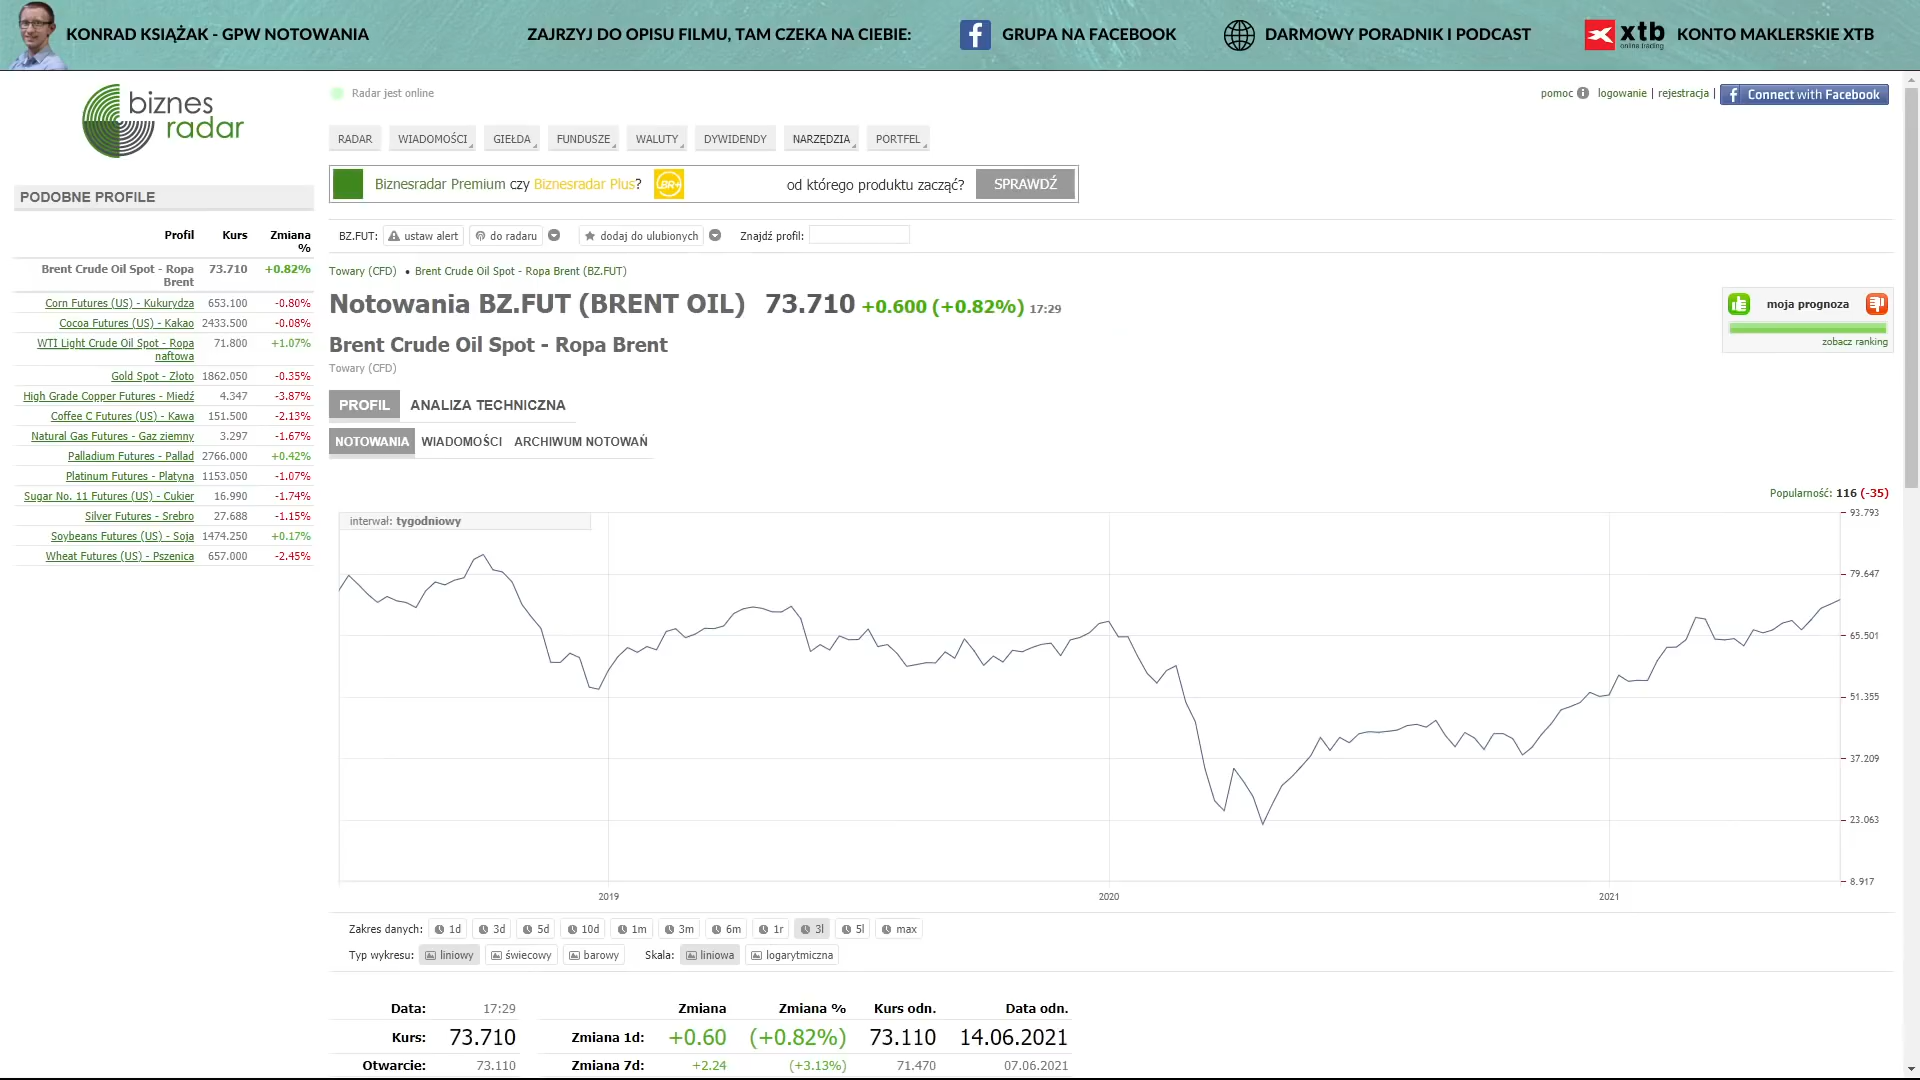 KONRAD KSIĄŻAK - GPW NOTOWANIA
ZAJRZYJ DO OPISU FILMU, TAM CZEKA NA CIEBIE:
GRUPA NA FACEBOOK
DARMOWY PORADNIK I PODCAST
xtb
online trading
KONTO MAKLERSKIE XTB
biznes
radar
Radar jest online
pomoc
logowanie | rejestracja |
Connect with Facebook
RADAR
WIADOMOŚCI
GIEŁDA
FUNDUSZE
WALUTY
DYWIDENDY
NARZĘDZIA
PORTFEL
Biznesradar Premium czy Biznesradar Plus?
BR+
od którego produktu zacząć?
SPRAWDŹ
PODOBNE PROFILE
Profil Kurs Zmiana
%
Brent Crude Oil Spot - Ropa 73.710 +0.82%
Brent
Corn Futures (US) - Kukurydza 653.100 -0.80%
Cocoa Futures (US) - Kakao 2433.500 -0.08%
WTI Light Crude Oil Spot - Ropa 71.800 +1.07%
naftowa
Gold Spot - Złoto 1862.050 -0.35%
High Grade Copper Futures - Miedź 4.347 -3.87%
Coffee C Futures (US) - Kawa 151.500 -2.13%
Natural Gas Futures - Gaz ziemny 3.297 -1.67%
Palladium Futures - Pallad 2766.000 +0.42%
Platinum Futures - Platyna 1153.050 -1.07%
Sugar No. 11 Futures (US) - Cukier 16.990 -1.74%
Silver Futures - Srebro 27.688 -1.15%
Soybeans Futures (US) - Soja 1474.250 +0.17%
Wheat Futures (US) - Pszenica 657.000 -2.45%
BZ.FUT: ustaw alert do radaru dodaj do ulubionych Znajdź profil:
Towary (CFD) • Brent Crude Oil Spot - Ropa Brent (BZ.FUT)
Notowania BZ.FUT (BRENT OIL) 73.710 +0.600 (+0.82%) 17:29
moja prognoza
zobacz ranking
Brent Crude Oil Spot - Ropa Brent
Towary (CFD)
PROFIL ANALIZA TECHNICZNA
NOTOWANIA WIADOMOŚCI ARCHIWUM NOTOWAŃ
Popularność: 116 (-35)
interwał: tygodniowy
93.793
79.647
65.501
51.355
37.209
23.063
8.917
2019 2020 2021
Zakres danych: 1d 3d 5d 10d 1m 3m 6m 1r 3l 5l max
Typ wykresu: liniowy świecowy barowy Skala: liniowa logarytmiczna
Data: 17:29
Kurs: 73.710
Otwarcie: 73.110
Zmiana Zmiana % Kurs odn. Data odn.
Zmiana 1d: +0.60 (+0.82%) 73.110 14.06.2021
Zmiana 7d: +2.24 (+3.13%) 71.470 07.06.2021